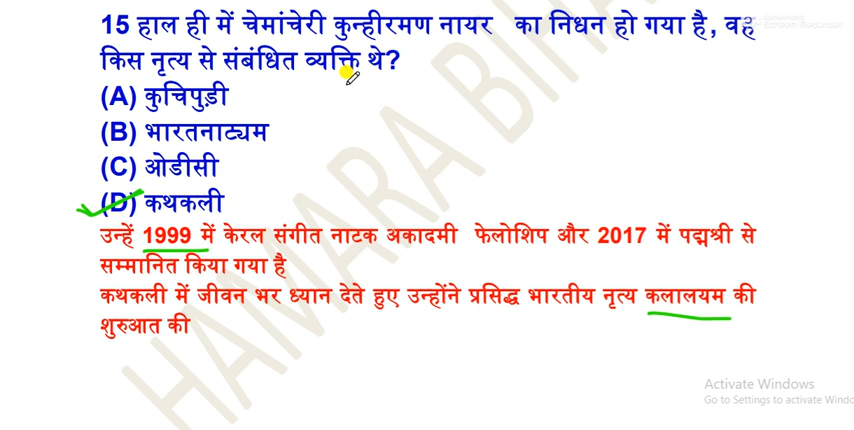 15 हाल ही में चेमांचेरी कुन्हीरमण नायर का निधन हो गया है, वह
किस नृत्य से संबंधित व्यक्ति थे?
(A) कुचिपुड़ी
(B) भारतनाट्यम
(C) ओडीसी
(D) कथकली
उन्हें 1999 में केरल संगीत नाटक अकादमी फेलोशिप और 2017 में पद्मश्री से
सम्मानित किया गया है
कथकली में जीवन भर ध्यान देते हुए उन्होंने प्रसिद्ध भारतीय नृत्य कलालयम की
शुरुआत की
HAMARA BIHAR
Activate Windows
Go to Settings to activate Windo